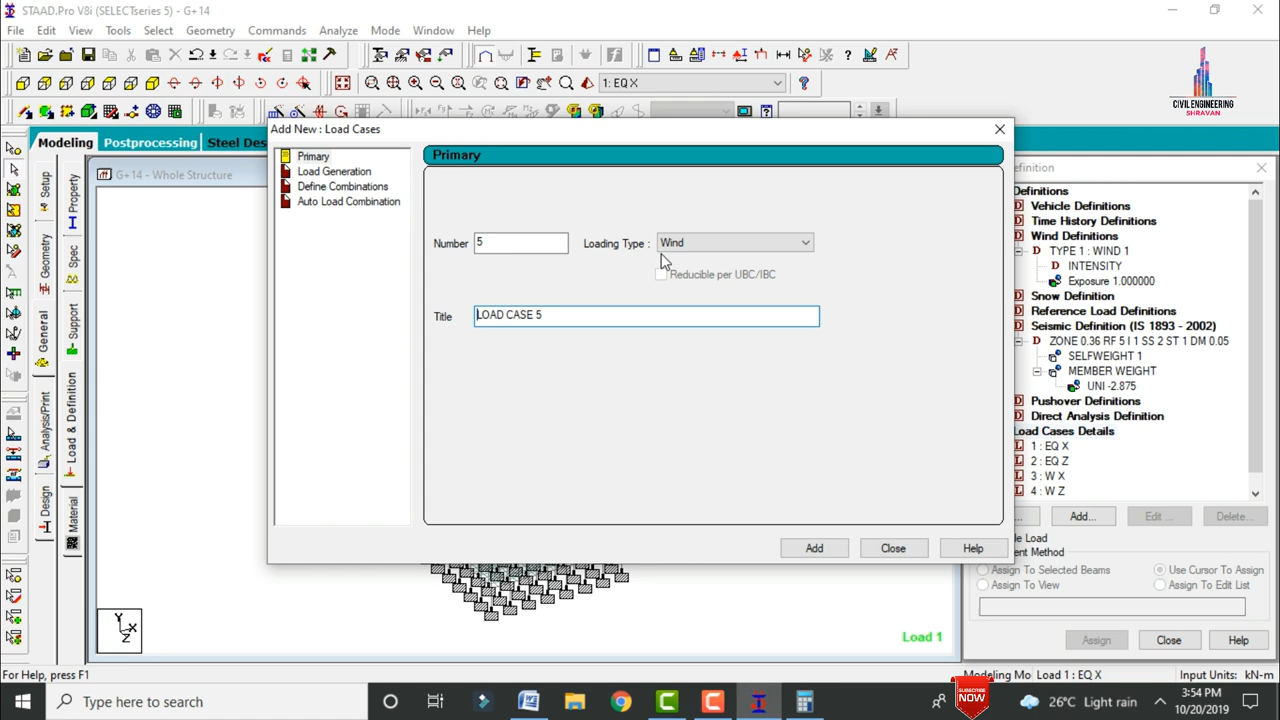 STAAD.Pro V8i (SELECTseries 5) - G+14
File Edit View Tools Select Geometry Commands Analyze Mode Window Help
1: EQ X
CIVIL ENGINEERING
SHRAVAN
Modeling Postprocessing Steel Des
Add New : Load Cases
G+14 - Whole Structure
Primary
Load Generation
Define Combinations
Auto Load Combination
Primary
Number 5 Loading Type : Wind
Reducible per UBC/IBC
Title LOAD CASE 5
Add Close Help
Setup
Geometry
General
Analysis/Print
Design
Property
Spec
Support
Load & Definition
Material
efinition
Definitions
Vehicle Definitions
Time History Definitions
Wind Definitions
TYPE 1 : WIND 1
INTENSITY
Exposure 1.000000
Snow Definition
Reference Load Definitions
Seismic Definition (IS 1893 - 2002)
ZONE 0.36 RF 5 I 1 SS 2 ST 1 DM 0.05
SELFWEIGHT 1
MEMBER WEIGHT
UNI -2.875
Pushover Definitions
Direct Analysis Definition
Load Cases Details
1 : EQ X
2 : EQ Z
3 : W X
4 : W Z
... Add... Edit ... Delete...
le Load
ent Method
Assign To Selected Beams Use Cursor To Assign
Assign To View Assign To Edit List
Assign Close Help
Y
X
Z
Load 1
For Help, press F1 Modeling Mo Load 1 : EQ X Input Units: kN-m
Type here to search
SUBSCRIBE
NOW
26°C Light rain
3:54 PM
10/20/2019